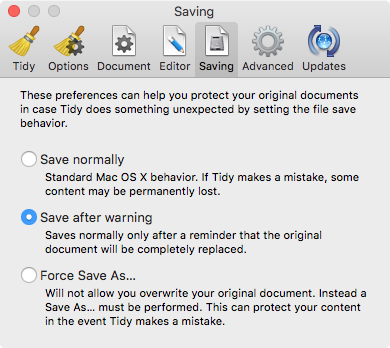 Saving
Tidy Options Document Editor Saving Advanced Updates
These preferences can help you protect your original documents
in case Tidy does something unexpected by setting the file save
behavior.
Save normally
Standard Mac OS X behavior. If Tidy makes a mistake, some
content may be permanently lost.
Save after warning
Saves normally only after a reminder that the original
document will be completely replaced.
Force Save As...
Will not allow you overwrite your original document. Instead a
Save As... must be performed. This can protect your content
in the event Tidy makes a mistake.